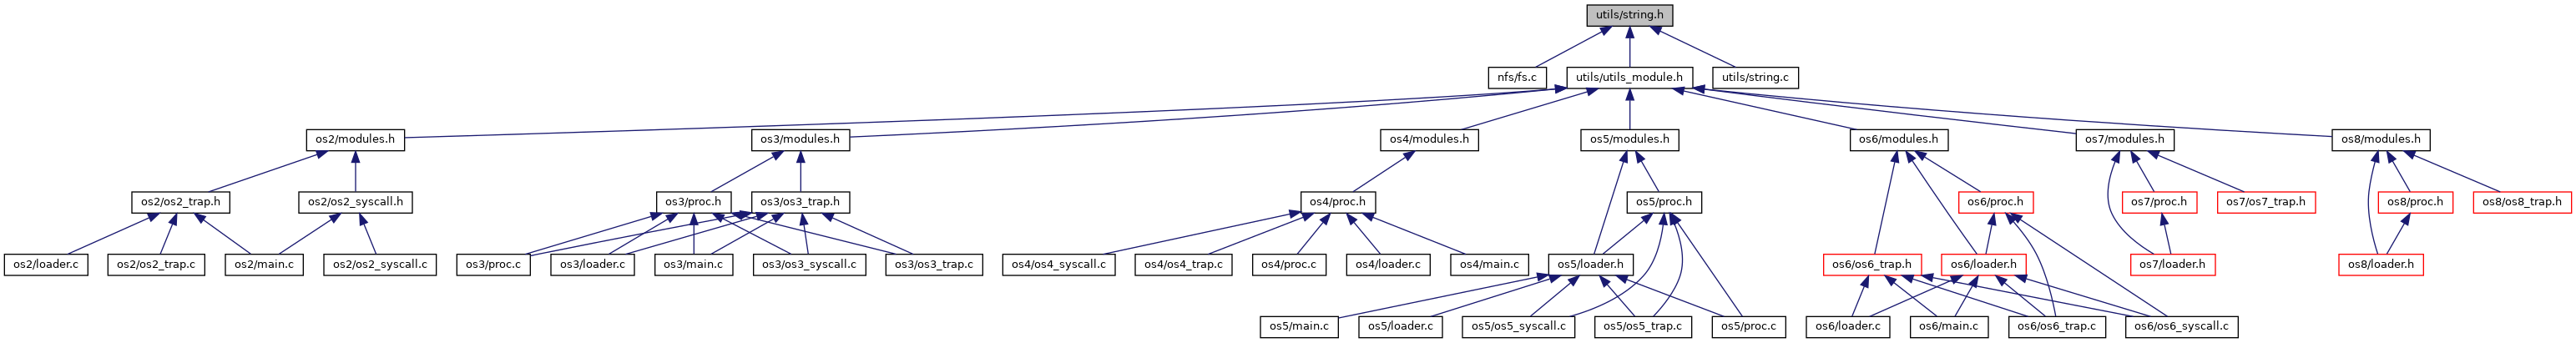 utils/string.h
nfs/fs.c
utils/utils_module.h
utils/string.c
os2/modules.h
os3/modules.h
os4/modules.h
os5/modules.h
os6/modules.h
os7/modules.h
os8/modules.h
os2/os2_trap.h
os2/os2_syscall.h
os3/proc.h
os3/os3_trap.h
os4/proc.h
os5/proc.h
os6/proc.h
os7/proc.h
os7/os7_trap.h
os8/proc.h
os8/os8_trap.h
os2/loader.c
os2/os2_trap.c
os2/main.c
os2/os2_syscall.c
os3/proc.c
os3/loader.c
os3/main.c
os3/os3_syscall.c
os3/os3_trap.c
os4/os4_syscall.c
os4/os4_trap.c
os4/proc.c
os4/loader.c
os4/main.c
os5/loader.h
os6/os6_trap.h
os6/loader.h
os7/loader.h
os8/loader.h
os5/main.c
os5/loader.c
os5/os5_syscall.c
os5/os5_trap.c
os5/proc.c
os6/loader.c
os6/main.c
os6/os6_trap.c
os6/os6_syscall.c